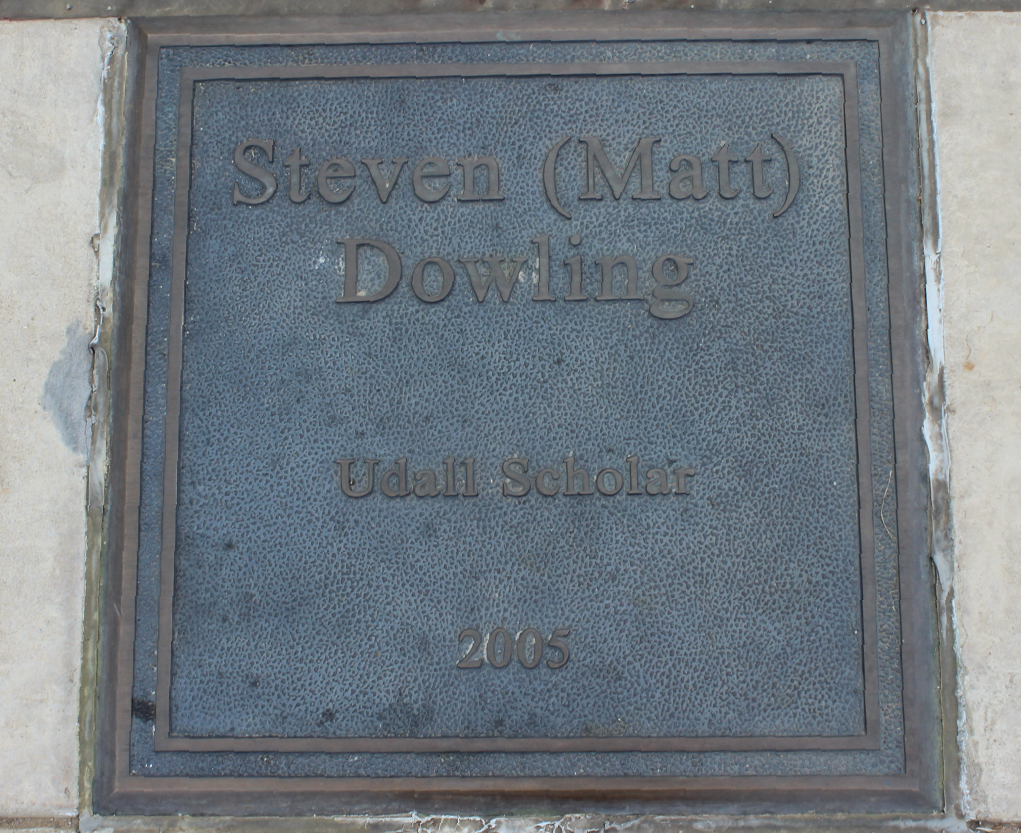 Steven (Matt)
Dowling
Udall Scholar
2005